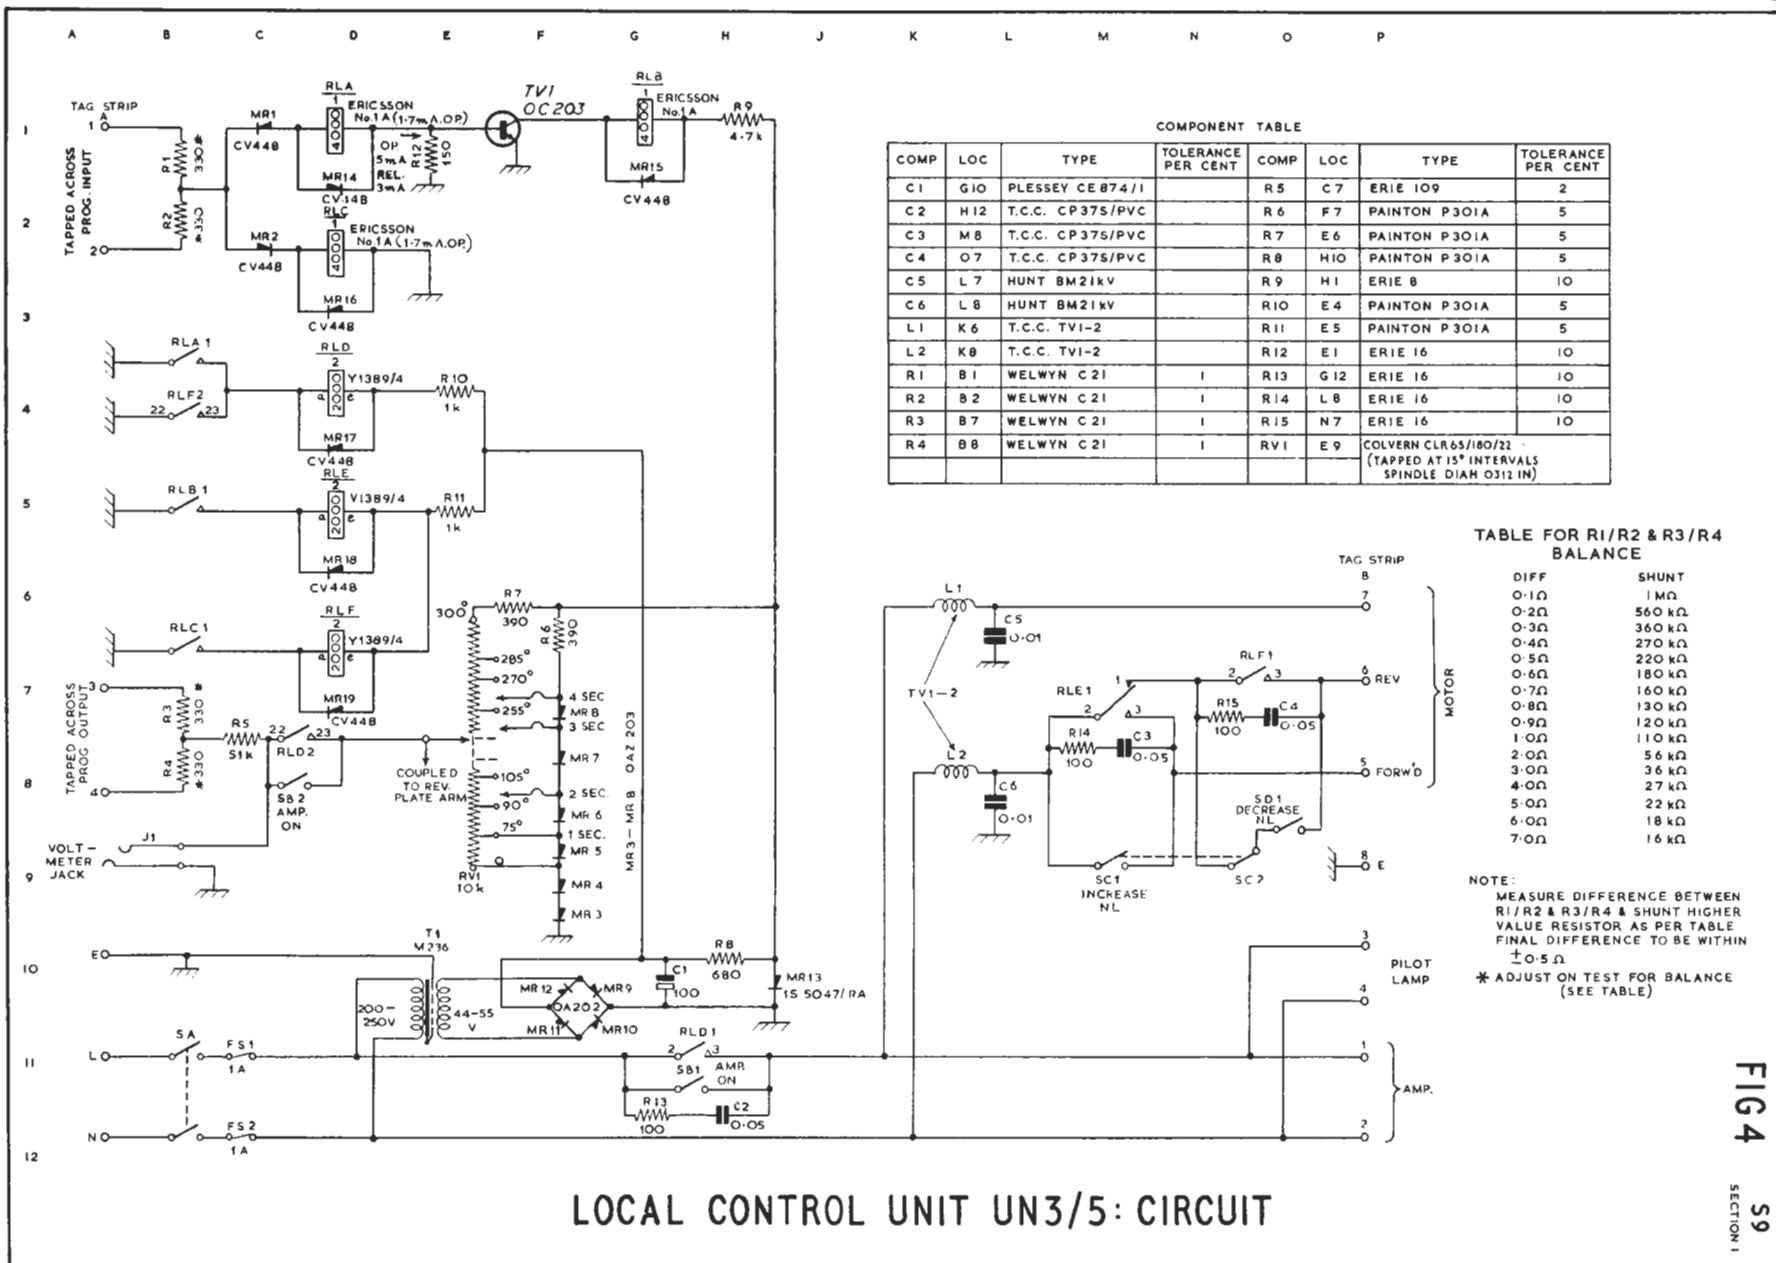 A B C D E F G H J K L M N O P
1
2
3
4
5
6
7
8
9
10
11
12
TAG STRIP
A
1
2
TAPPED ACROSS
PROG. INPUT
R1
330*
R2
*330
MR1
CV448
MR2
CV448
RLA
1
400
ERICSSON
No.1A (1·7mA.OP.)
MR14
CV448
OP.
5mA
REL.
3mA
R12
150
RLC
1
400
ERICSSON
No.1A (1·7mA.OP.)
MR16
CV448
TV1
OC203
RLB
1
400
ERICSSON
No.1A
MR15
CV448
R9
4·7k
RLA1
RLF2
22 23
RLD
2
200
Y1389/4
a e
MR17
CV448
R10
1k
RLB1
RLE
2
200
V1389/4
a e
MR18
CV448
R11
1k
RLC1
RLF
2
200
Y1389/4
a e
MR19
CV448
TAPPED ACROSS
PROG OUTPUT
3
4
R3
330*
R4
*330
R5
51k
22 23
RLD2
SB2
AMP.
ON
COUPLED
TO REV.
PLATE ARM
VOLT-
METER
JACK
J1
300°
285°
270°
255°
105°
90°
75°
0
RV1
10k
R7
390
R6
390
4 SEC
MR8
3 SEC
MR7
2 SEC.
MR6
1 SEC.
MR5
MR4
MR3
MR3-MR8 OAZ 203
E
T1
M236
200-
250V
44-55
V
MR12
MR9
OA202
MR11
MR10
C1
100
R8
680
MR13
1S 5047/RA
SA
L
FS1
1A
N
FS2
1A
RLD1
2 3
SB1
AMP.
ON
R13
100
C2
0·05
COMPONENT TABLE
COMP LOC TYPE TOLERANCE PER CENT COMP LOC TYPE TOLERANCE PER CENT
C1 G10 PLESSEY CE874/1 R5 C7 ERIE 109 2
C2 H12 T.C.C. CP37S/PVC R6 F7 PAINTON P301A 5
C3 M8 T.C.C. CP37S/PVC R7 E6 PAINTON P301A 5
C4 O7 T.C.C. CP37S/PVC R8 H10 PAINTON P301A 5
C5 L7 HUNT BM21kV R9 H1 ERIE 8 10
C6 L8 HUNT BM21kV R10 E4 PAINTON P301A 5
L1 K6 T.C.C. TV1-2 R11 E5 PAINTON P301A 5
L2 K8 T.C.C. TV1-2 R12 E1 ERIE 16 10
R1 B1 WELWYN C21 1 R13 G12 ERIE 16 10
R2 B2 WELWYN C21 1 R14 L8 ERIE 16 10
R3 B7 WELWYN C21 1 R15 N7 ERIE 16 10
R4 B8 WELWYN C21 1 RV1 E9 COLVERN CLR65/180/22
(TAPPED AT 15° INTERVALS
SPINDLE DIAM 0312 IN)
L1
C5
0·01
TV1-2
L2
C6
0·01
RLE1
1
2
3
R14
100
C3
0·05
RLF1
2 3
R15
100
C4
0·05
SD1
DECREASE
NL
SC1
INCREASE
NL
SC2
TAG STRIP
B
7
6 REV
5 FORW'D
8 E
MOTOR
3
4
PILOT
LAMP
1
2
AMP.
TABLE FOR R1/R2 & R3/R4
BALANCE
DIFF SHUNT
0·1Ω 1MΩ
0·2Ω 560kΩ
0·3Ω 360kΩ
0·4Ω 270kΩ
0·5Ω 220kΩ
0·6Ω 180kΩ
0·7Ω 160kΩ
0·8Ω 130kΩ
0·9Ω 120kΩ
1·0Ω 110kΩ
2·0Ω 56kΩ
3·0Ω 36kΩ
4·0Ω 27kΩ
5·0Ω 22kΩ
6·0Ω 18kΩ
7·0Ω 16kΩ
NOTE:
MEASURE DIFFERENCE BETWEEN
R1/R2 & R3/R4 & SHUNT HIGHER
VALUE RESISTOR AS PER TABLE
FINAL DIFFERENCE TO BE WITHIN
±0·5Ω
* ADJUST ON TEST FOR BALANCE
(SEE TABLE)
FIG 4
S9
SECTION 1
LOCAL CONTROL UNIT UN3/5: CIRCUIT